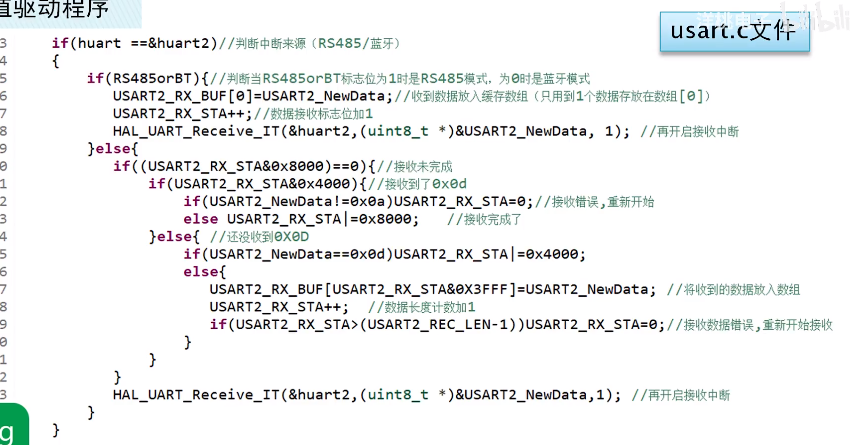 值驱动程序
usart.c文件
3 if(huart ==&huart2)//判断中断来源（RS485/蓝牙）
4 {
5 if(RS485orBT){//判断当RS485orBT标志位为1时是RS485模式，为0时是蓝牙模式
6 USART2_RX_BUF[0]=USART2_NewData;//收到数据放入缓存数组（只用到1个数据存放在数组[0]）
7 USART2_RX_STA++;//数据接收标志位加1
8 HAL_UART_Receive_IT(&huart2,(uint8_t *)&USART2_NewData, 1); //再开启接收中断
9 }else{
0 if((USART2_RX_STA&0x8000)==0){//接收未完成
1 if(USART2_RX_STA&0x4000){//接收到了0x0d
2 if(USART2_NewData!=0x0a)USART2_RX_STA=0;//接收错误,重新开始
3 else USART2_RX_STA|=0x8000; //接收完成了
4 }else{ //还没收到0X0D
5 if(USART2_NewData==0x0d)USART2_RX_STA|=0x4000;
6 else{
7 USART2_RX_BUF[USART2_RX_STA&0X3FFF]=USART2_NewData; //将收到的数据放入数组
8 USART2_RX_STA++; //数据长度计数加1
9 if(USART2_RX_STA>(USART2_REC_LEN-1))USART2_RX_STA=0;//接收数据错误,重新开始接收
0 }
1 }
2 }
3 HAL_UART_Receive_IT(&huart2,(uint8_t *)&USART2_NewData,1); //再开启接收中断
}
}
g